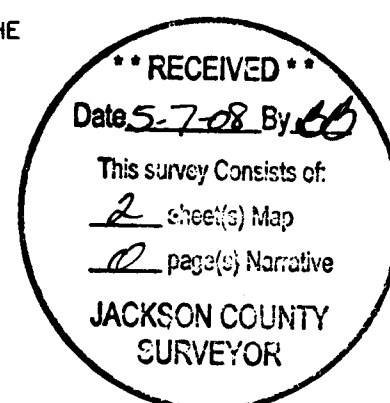 HE
** RECEIVED **
Date 5-7-08 By BB
This survey Consists of:
2 sheet(s) Map
0 page(s) Narrative
JACKSON COUNTY
SURVEYOR